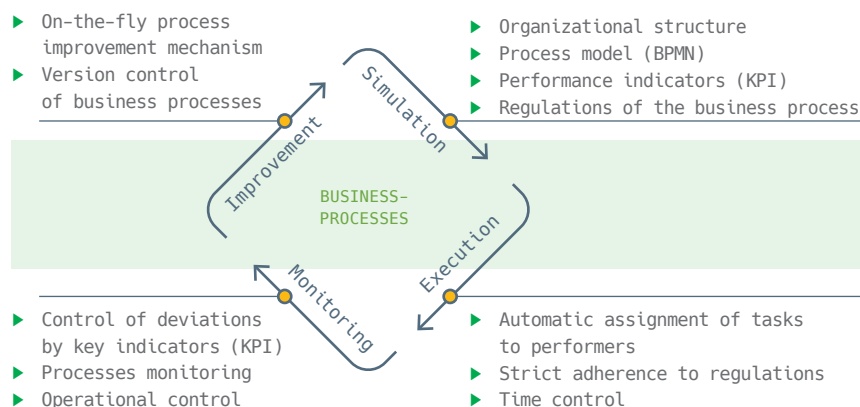 On-the-fly process
improvement mechanism
Version control
of business processes
Organizational structure
Process model (BPMN)
Performance indicators (KPI)
Regulations of the business process
Improvement
Simulation
BUSINESS-
PROCESSES
Monitoring
Execution
Control of deviations
by key indicators (KPI)
Processes monitoring
Operational control
Automatic assignment of tasks
to performers
Strict adherence to regulations
Time control